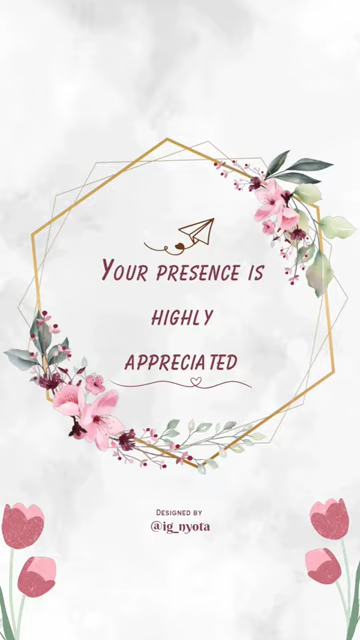 YOUR PRESENCE IS
HIGHLY
APPRECIATED
DESIGNED BY
@ig_nyota